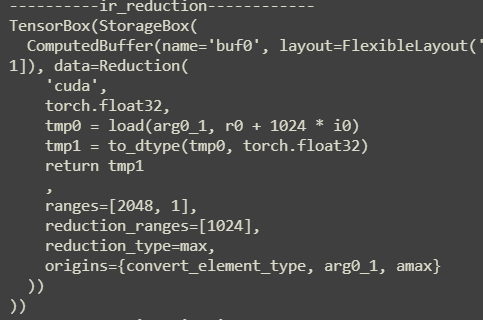 ----------ir_reduction------------
TensorBox(StorageBox(
  ComputedBuffer(name='buf0', layout=FlexibleLayout('
1]), data=Reduction(
    'cuda',
    torch.float32,
    tmp0 = load(arg0_1, r0 + 1024 * i0)
    tmp1 = to_dtype(tmp0, torch.float32)
    return tmp1
    ,
    ranges=[2048, 1],
    reduction_ranges=[1024],
    reduction_type=max,
    origins={convert_element_type, arg0_1, amax}
  ))
))